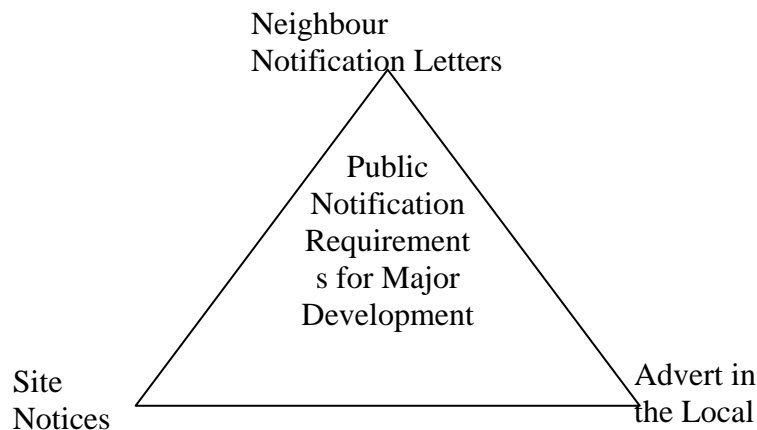 Neighbour
Notification Letters
Public
Notification
Requirement
s for Major
Development
Site
Notices
Advert in
the Local